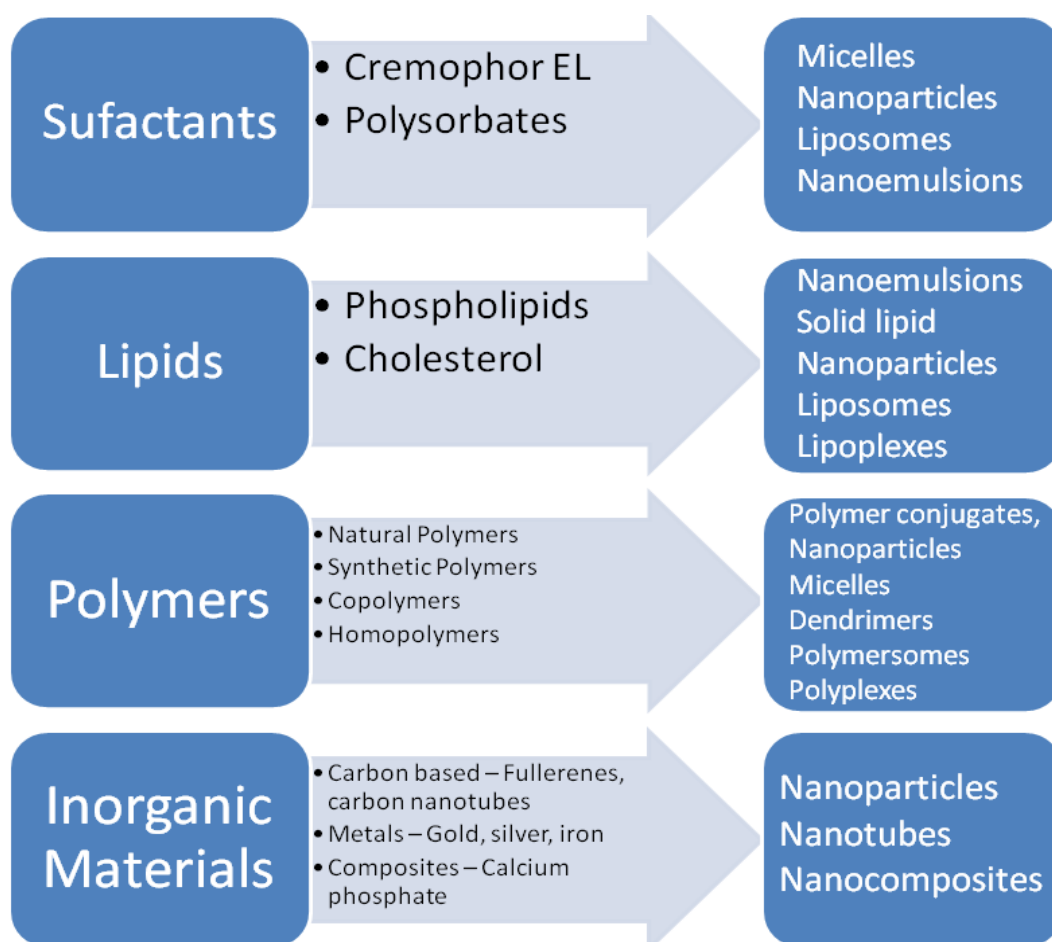 Sufactants
• Cremophor EL
• Polysorbates
Micelles
Nanoparticles
Liposomes
Nanoemulsions
Lipids
• Phospholipids
• Cholesterol
Nanoemulsions
Solid lipid
Nanoparticles
Liposomes
Lipoplexes
Polymers
• Natural Polymers
• Synthetic Polymers
• Copolymers
• Homopolymers
Polymer conjugates,
Nanoparticles
Micelles
Dendrimers
Polymersomes
Polyplexes
Inorganic
Materials
• Carbon based – Fullerenes,
carbon nanotubes
• Metals – Gold, silver, iron
• Composites – Calcium
phosphate
Nanoparticles
Nanotubes
Nanocomposites